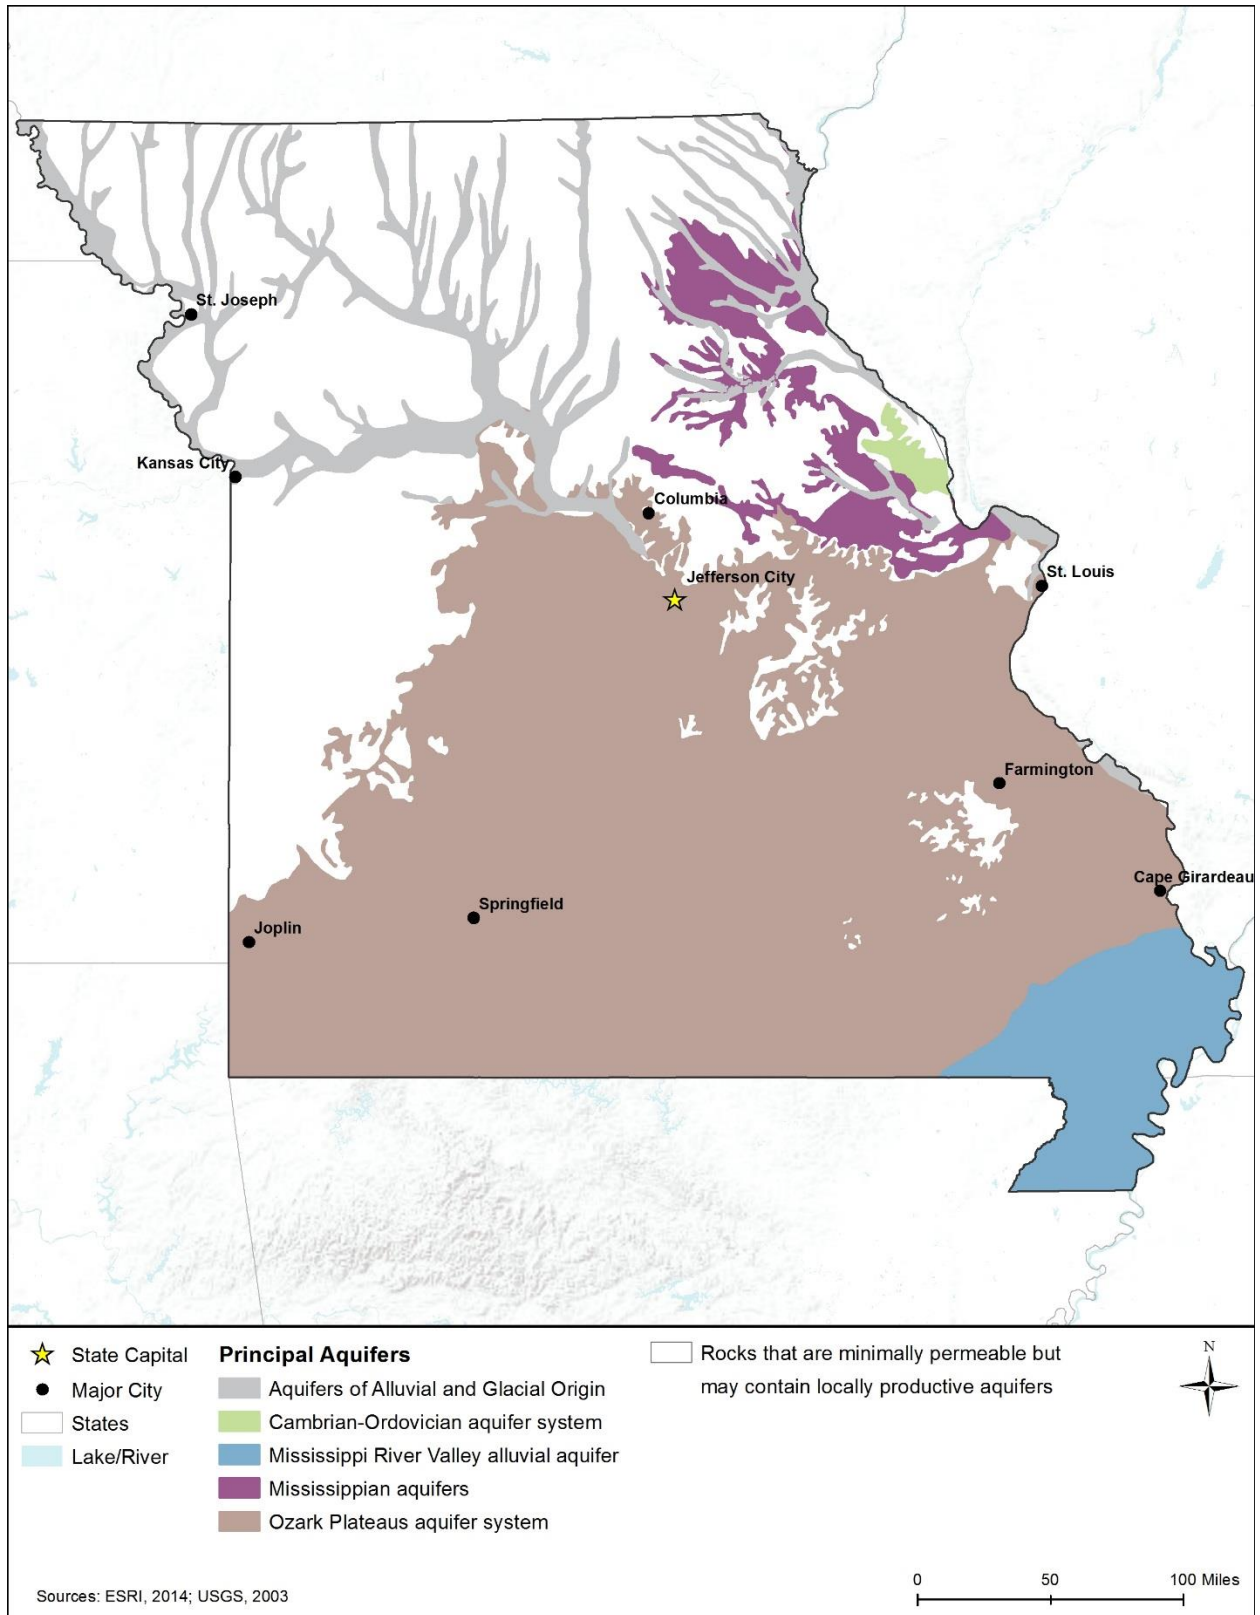 St. Joseph
Kansas City
Columbia
Jefferson City
St. Louis
Farmington
Cape Girardeau
Springfield
Joplin
State Capital
Major City
States
Lake/River
Principal Aquifers
Aquifers of Alluvial and Glacial Origin
Cambrian-Ordovician aquifer system
Mississippi River Valley alluvial aquifer
Mississippian aquifers
Ozark Plateaus aquifer system
Rocks that are minimally permeable but
may contain locally productive aquifers
N
Sources: ESRI, 2014; USGS, 2003
0 50 100 Miles